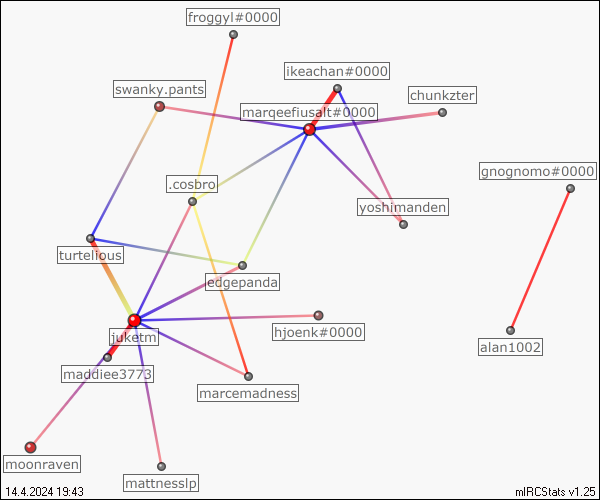 froggyl#0000
ikeachan#0000
swanky.pants
chunkzter
marqeefiusalt#0000
gnognomo#0000
.cosbro
yoshimanden
turtelious
edgepanda
hjoenk#0000
juketm
alan1002
maddiee3773
marcemadness
moonraven
mattnesslp
14.4.2024 19:43
mIRCStats v1.25